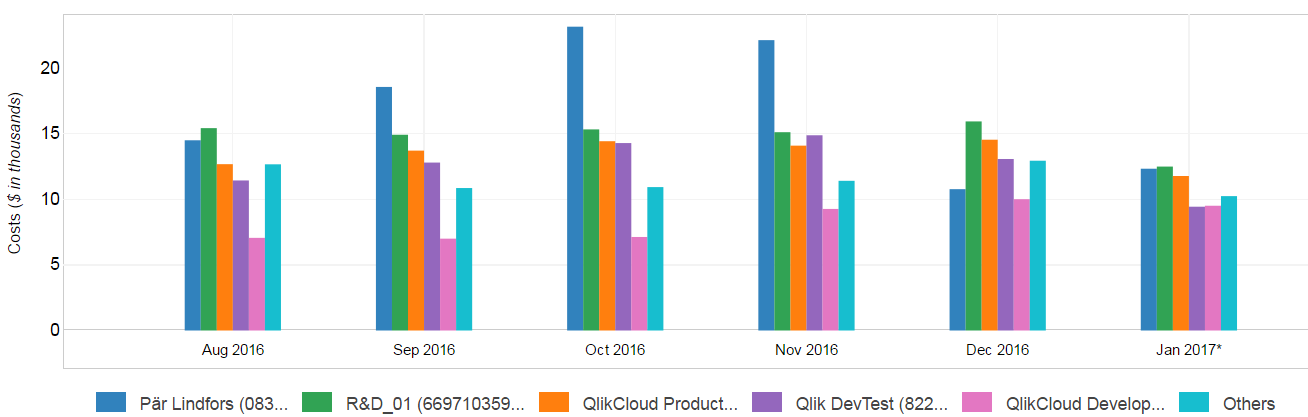 Costs ($ in thousands)
20
15
10
5
0
Aug 2016 Sep 2016 Oct 2016 Nov 2016 Dec 2016 Jan 2017*
Pär Lindfors (083... R&D_01 (669710359... QlikCloud Product... Qlik DevTest (822... QlikCloud Develop... Others